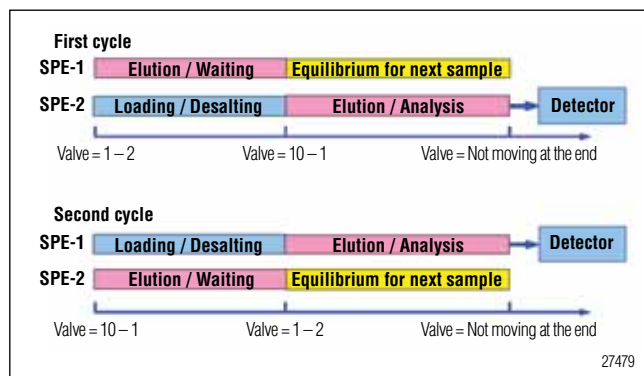 First cycle
SPE-1 Elution / Waiting Equilibrium for next sample
SPE-2 Loading / Desalting Elution / Analysis Detector
Valve = 1 – 2 Valve = 10 – 1 Valve = Not moving at the end
Second cycle
SPE-1 Loading / Desalting Elution / Analysis Detector
SPE-2 Elution / Waiting Equilibrium for next sample
Valve = 10 – 1 Valve = 1 – 2 Valve = Not moving at the end
27479